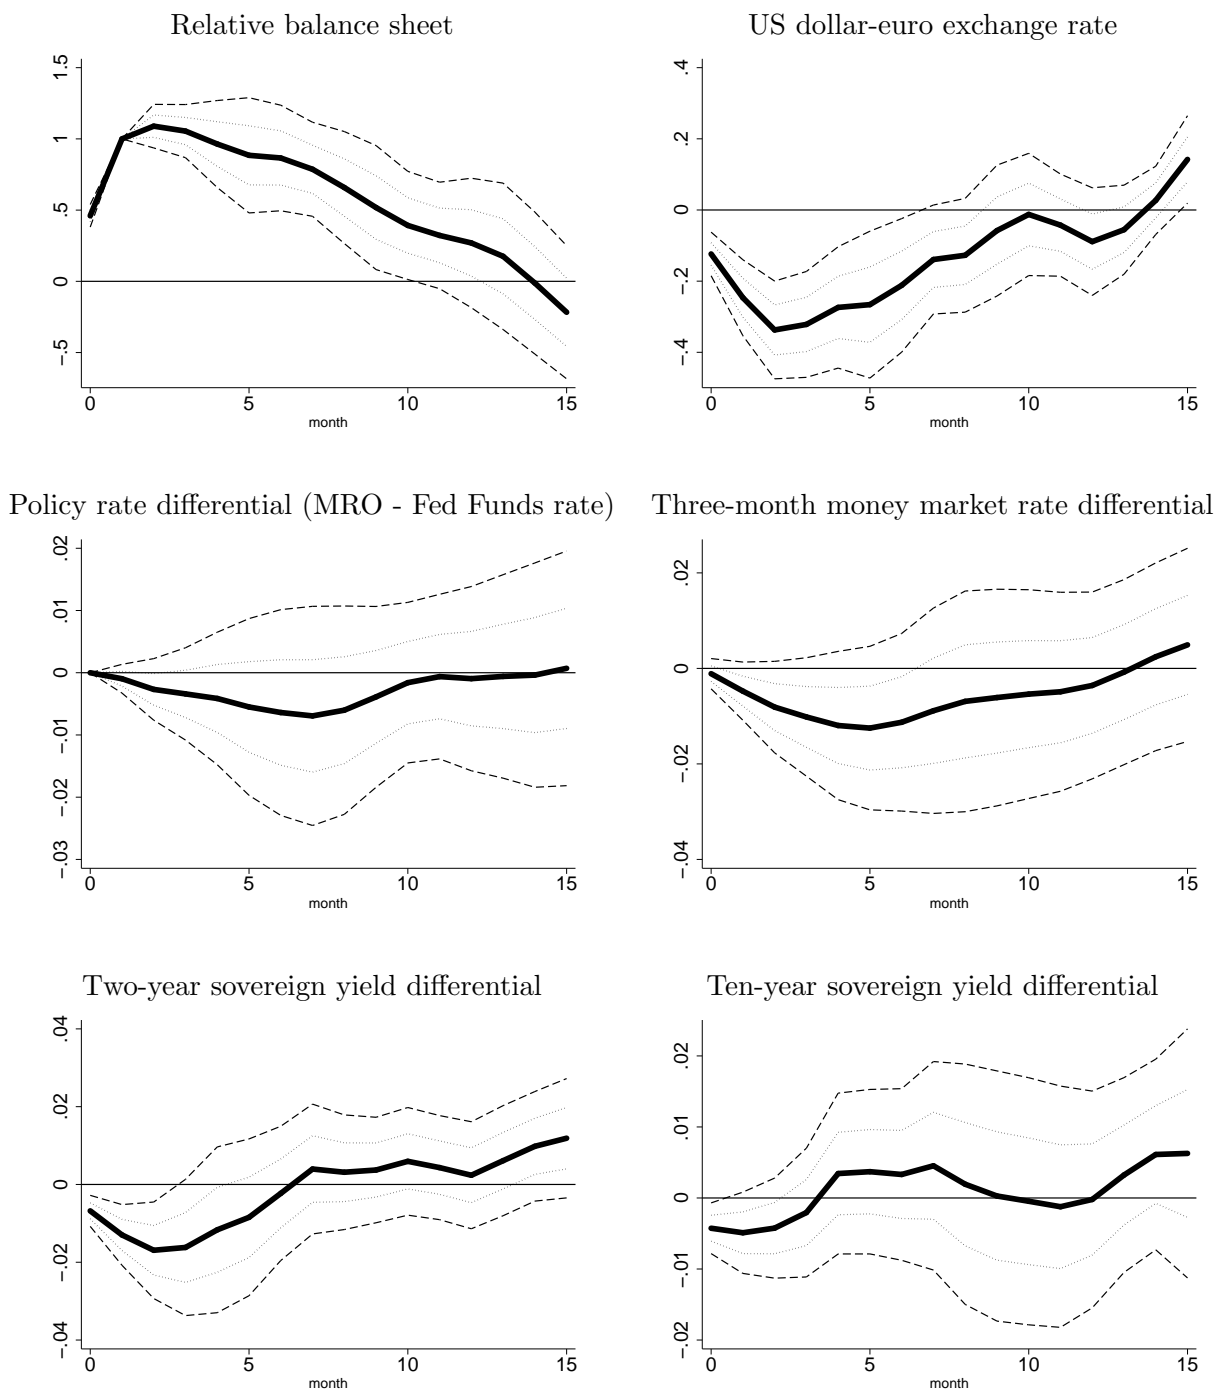 Relative balance sheet
1.5
1
.5
0
−.5
0 5 10 15
month
US dollar-euro exchange rate
.4
.2
0
−.2
−.4
0 5 10 15
month
Policy rate differential (MRO - Fed Funds rate)
.02
.01
0
−.01
−.02
−.03
0 5 10 15
month
Three-month money market rate differential
.02
0
−.02
−.04
0 5 10 15
month
Two-year sovereign yield differential
.04
.02
0
−.02
−.04
0 5 10 15
month
Ten-year sovereign yield differential
.02
.01
0
−.01
−.02
0 5 10 15
month